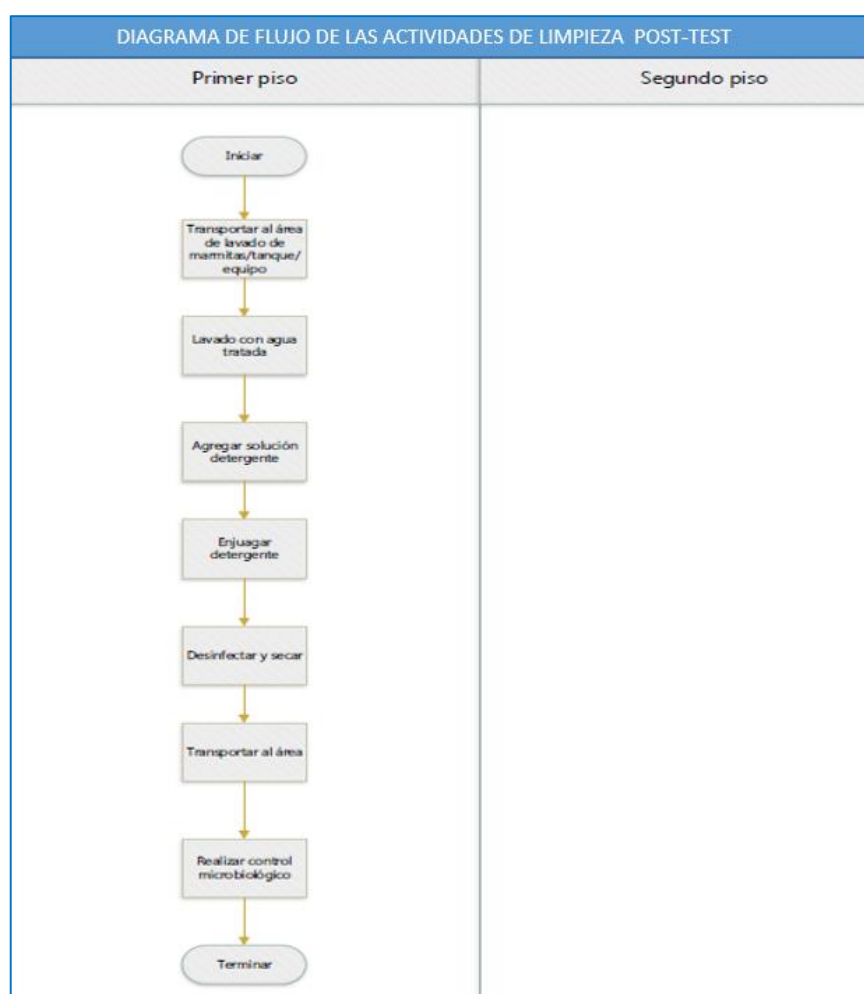 DIAGRAMA DE FLUJO DE LAS ACTIVIDADES DE LIMPIEZA POST-TEST
Primer piso
Segundo piso
Iniciar
Transportar al área
de lavado de
marmitas/tanque/
equipo
Lavado con agua
tratada
Agregar solución
detergente
Enjuagar
detergente
Desinfectar y secar
Transportar al área
Realizar control
microbiológico
Terminar